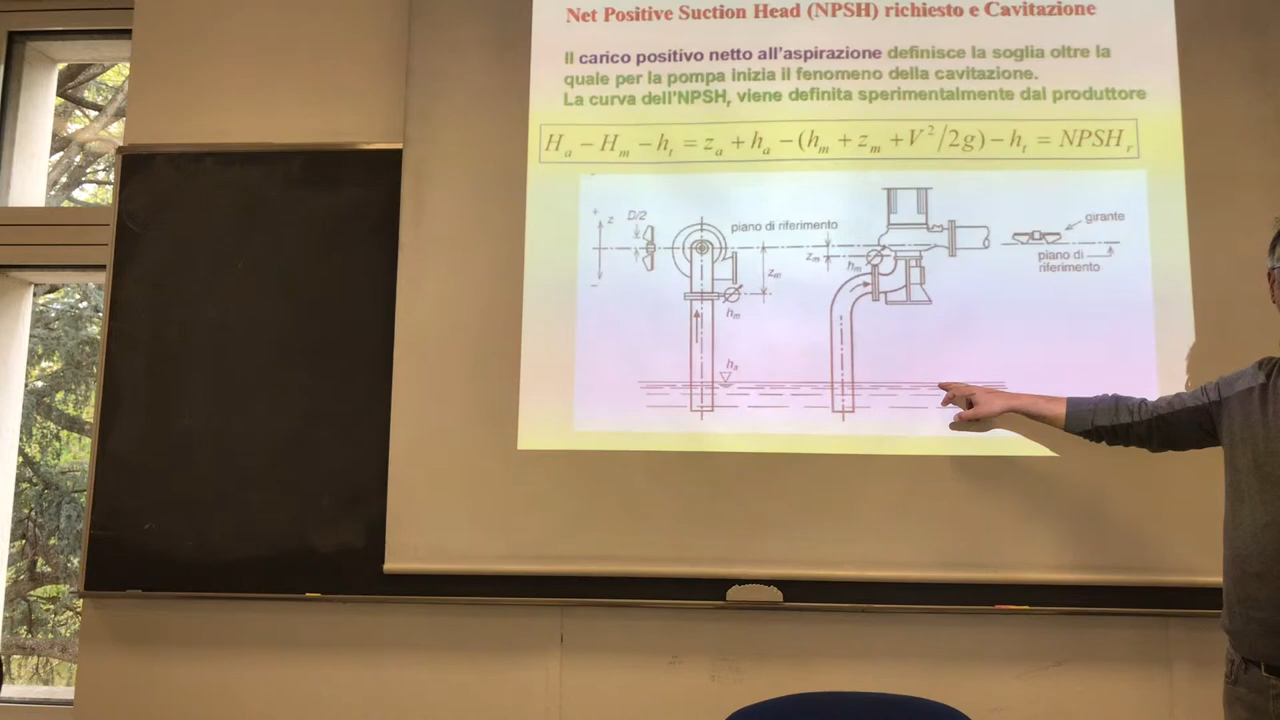 Net Positive Suction Head (NPSH) richiesto e Cavitazione
Il carico positivo netto all'aspirazione definisce la soglia oltre la
quale per la pompa inizia il fenomeno della cavitazione.
La curva dell'NPSHr viene definita sperimentalmente dal produttore
Ha − Hm − ht = za + ha − (hm + zm + V²/2g) − ht = NPSHr
+
z
D/2
−
piano di riferimento
zm
hm
ha
zm
hm
girante
piano di
riferimento